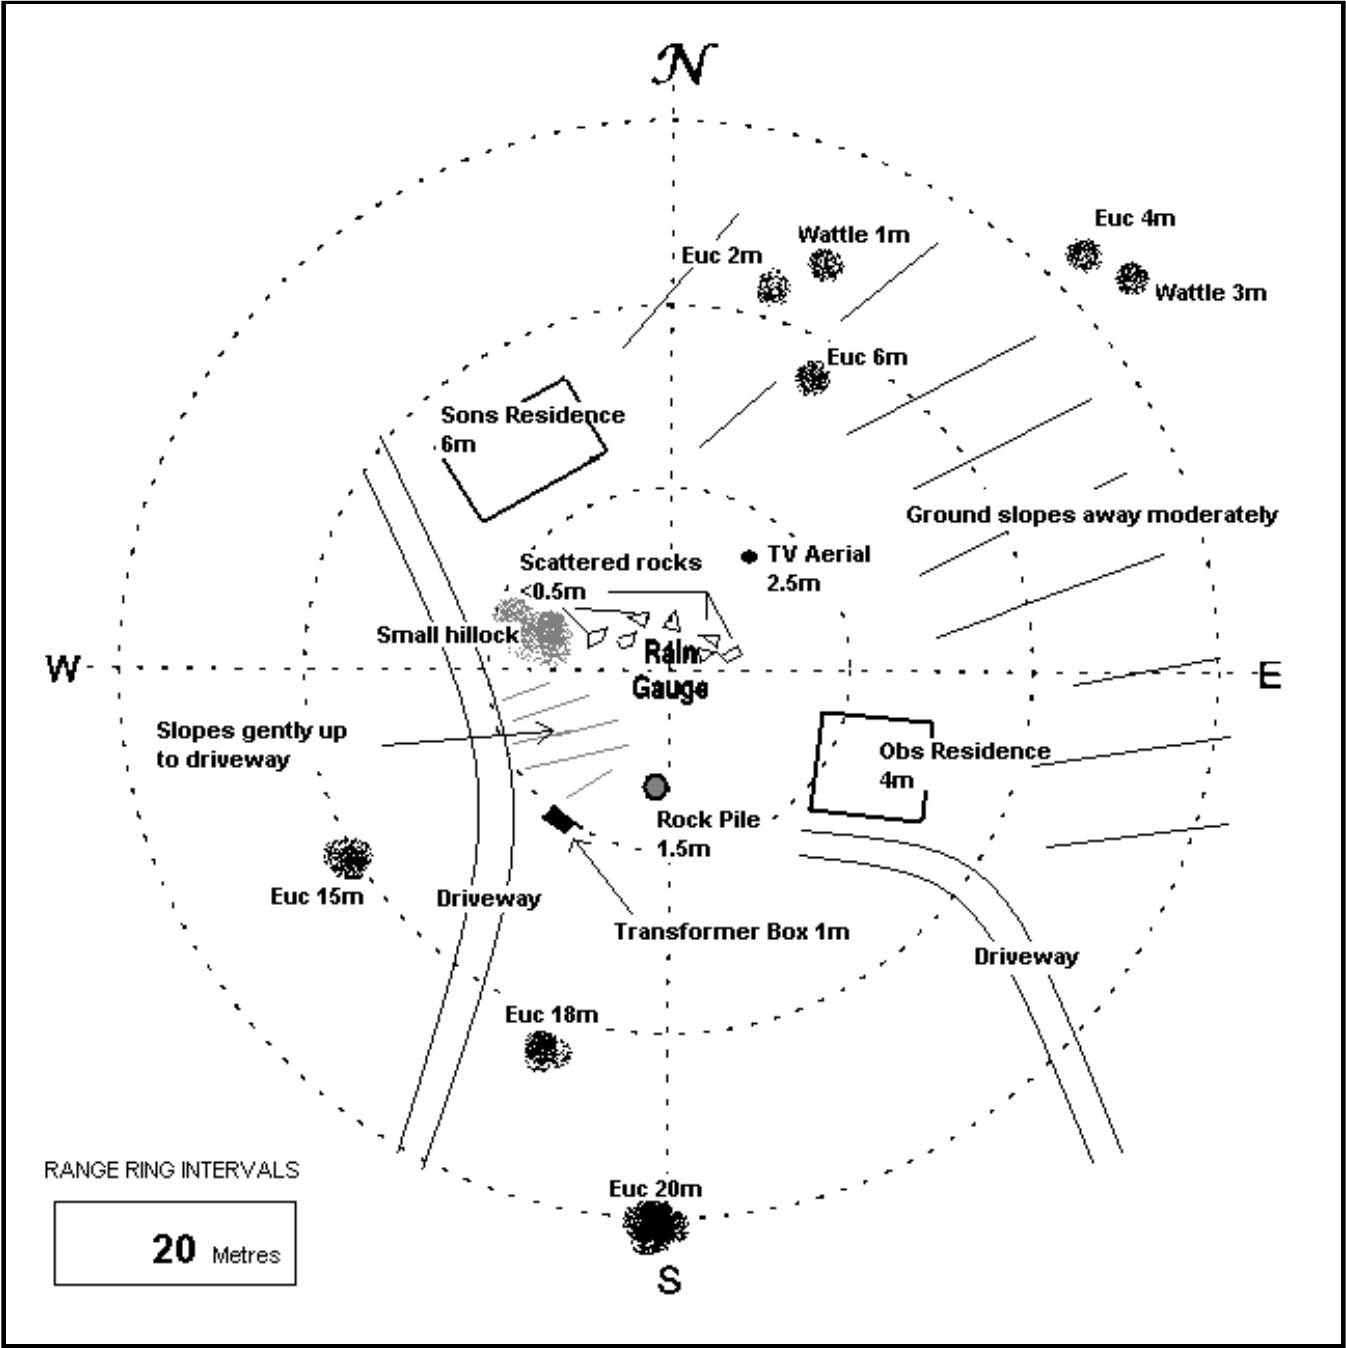 N
Euc 4m
Wattle 1m
Euc 2m
Wattle 3m
Euc 6m
Sons Residence
6m
Ground slopes away moderately
TV Aerial
2.5m
Scattered rocks
<0.5m
Small hillock
Rain
Gauge
W
E
Slopes gently up
to driveway
Obs Residence
4m
Rock Pile
1.5m
Euc 15m
Driveway
Transformer Box 1m
Driveway
Euc 18m
RANGE RING INTERVALS
20 Metres
Euc 20m
S